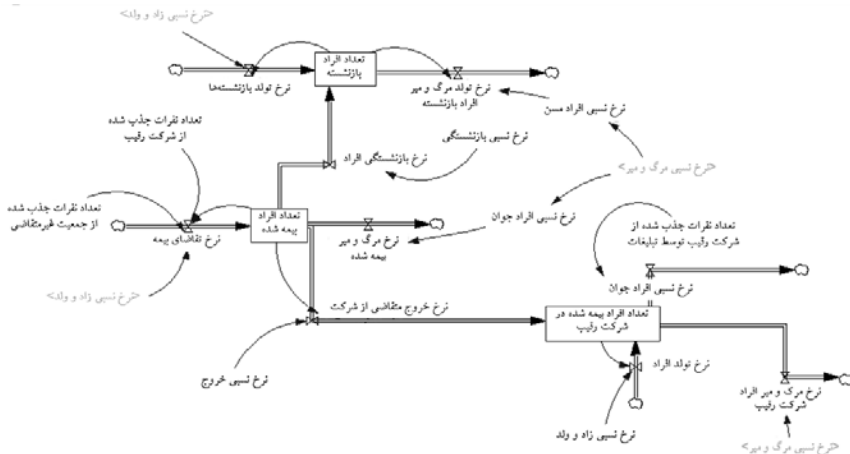 <نرخ نسبی زاد و ولد>
تعداد افراد
بازنشسته
نرخ تولد بازنشسته‌ها
نرخ تولد مرگ و میر
افراد بازنشسته
نرخ نسبی افراد مسن
تعداد نفرات جذب شده
از شرکت رقیب
نرخ نسبی بازنشستگی
نرخ بازنشستگی افراد
<نرخ نسبی مرگ و میر>
تعداد نفرات جذب شده
از جمعیت غیرمتقاضی
تعداد افراد
بیمه شده
نرخ تقاضای بیمه
نرخ نسبی افراد جوان
نرخ مرگ و میر
بیمه شده
تعداد نفرات جذب شده از
شرکت رقیب توسط تبلیغات
<نرخ نسبی زاد و ولد>
نرخ نسبی افراد جوان
نرخ خروج متقاضی از شرکت
تعداد افراد بیمه شده در
شرکت رقیب
نرخ نسبی خروج
نرخ تولد افراد
نرخ مرگ و میر افراد
شرکت رقیب
نرخ نسبی زاد و ولد
<نرخ نسبی مرگ و میر>